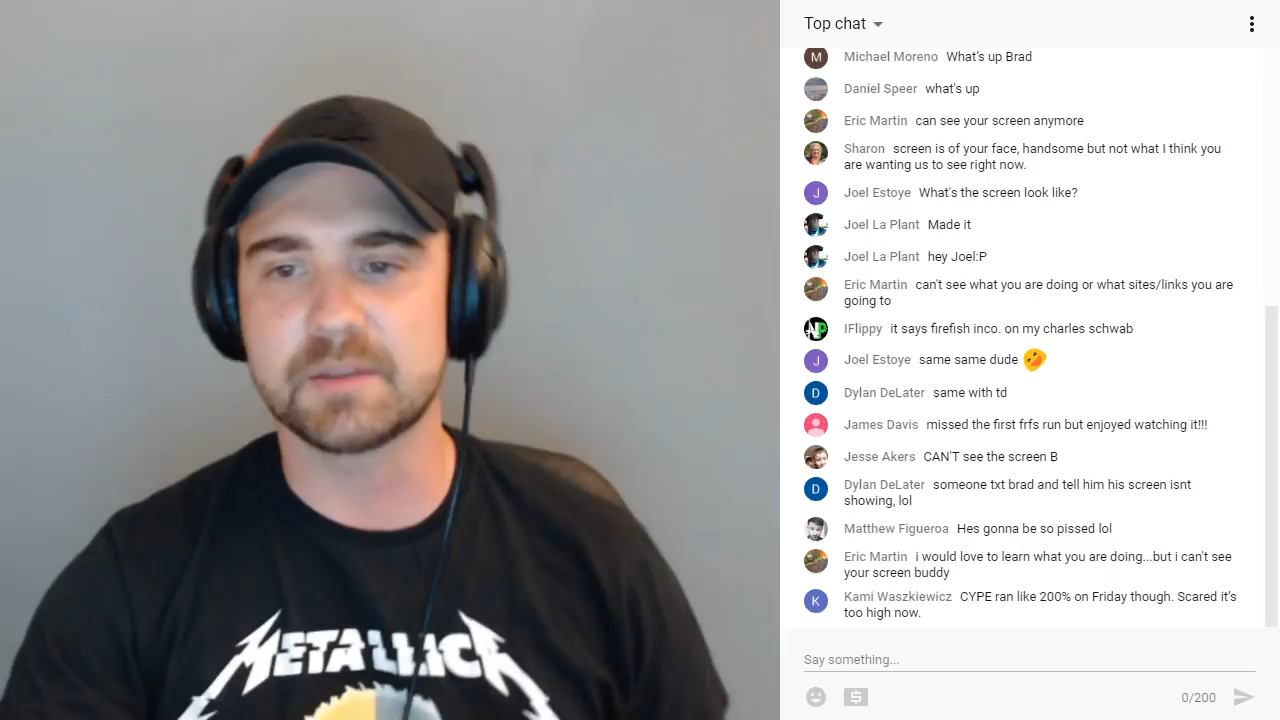 Top chat
M Michael Moreno What's up Brad
Daniel Speer what's up
Eric Martin can see your screen anymore
Sharon screen is of your face, handsome but not what I think you
are wanting us to see right now.
J Joel Estoye What's the screen look like?
Joel La Plant Made it
Joel La Plant hey Joel:P
Eric Martin can't see what you are doing or what sites/links you are
going to
IFlippy it says firefish inco. on my charles schwab
J Joel Estoye same same dude
D Dylan DeLater same with td
James Davis missed the first frfs run but enjoyed watching it!!!
Jesse Akers CAN'T see the screen B
D Dylan DeLater someone txt brad and tell him his screen isnt
showing, lol
Matthew Figueroa Hes gonna be so pissed lol
Eric Martin i would love to learn what you are doing...but i can't see
your screen buddy
K Kami Waszkiewicz CYPE ran like 200% on Friday though. Scared it's
too high now.
Say something...
0/200
METALLICA